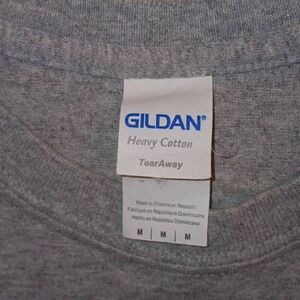 GILDAN®
Heavy Cotton
TearAway
Made in Dominican Republic
Fabriqué en République Dominicaine
Hecho en República Dominicana
M | M | M